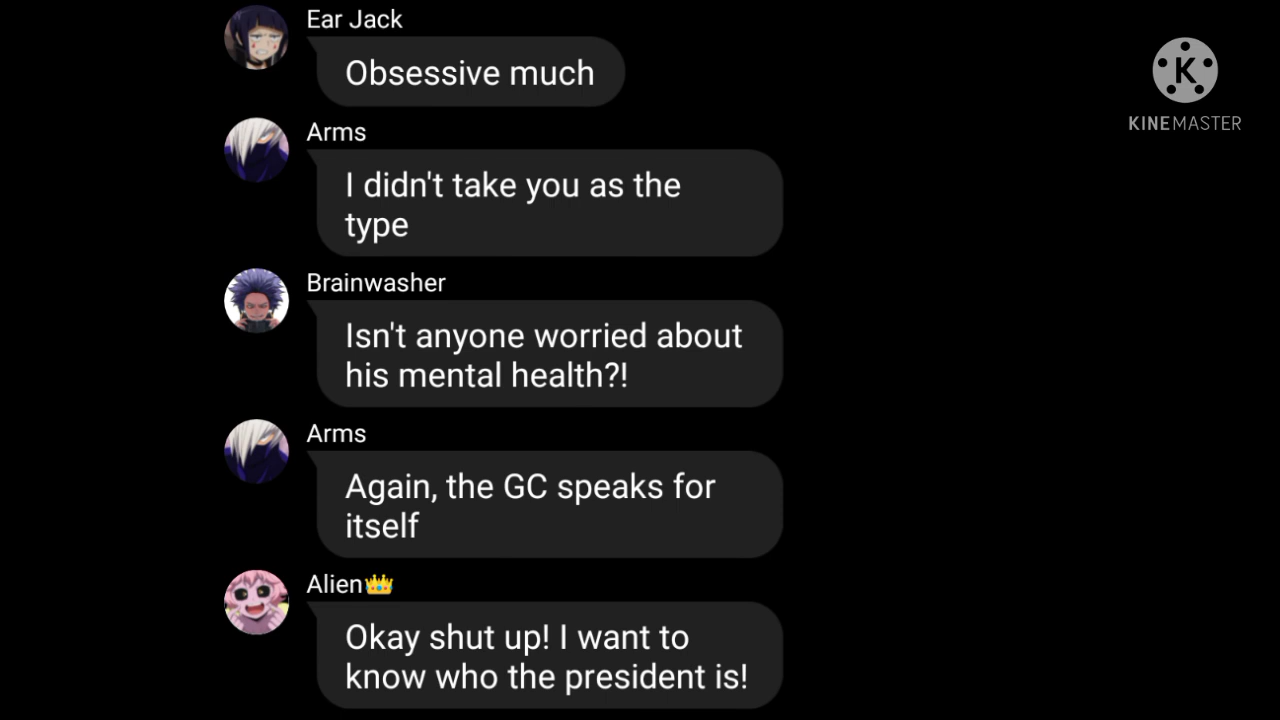 Ear Jack
Obsessive much
K
KINEMASTER
Arms
I didn't take you as the
type
Brainwasher
Isn't anyone worried about
his mental health?!
Arms
Again, the GC speaks for
itself
Alien👑
Okay shut up! I want to
know who the president is!